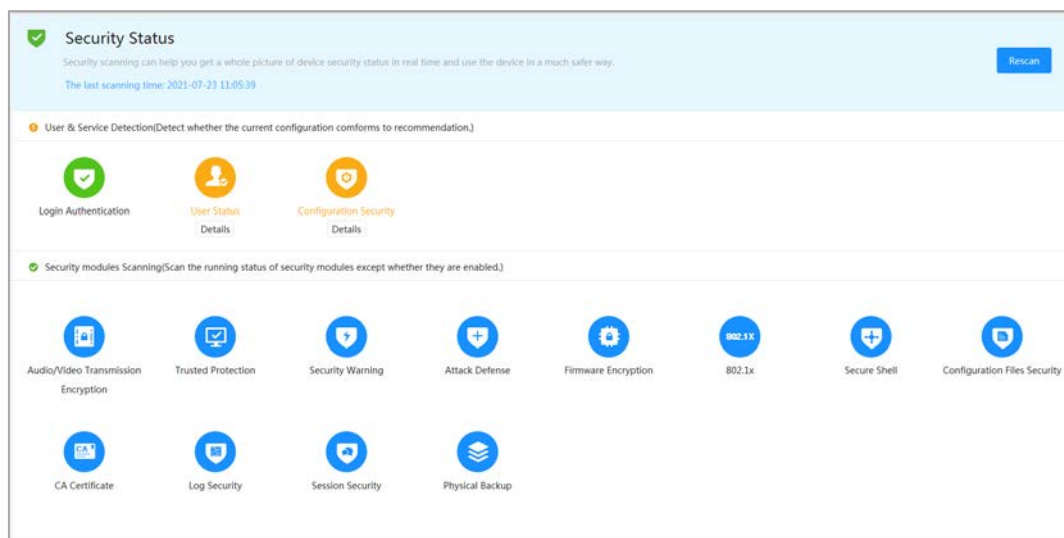 Security Status
Security scanning can help you get a whole picture of device security status in real time and use the device in a much safer way.
Rescan
The last scanning time: 2021-07-23 11:05:39
User & Service Detection(Detect whether the current configuration comforms to recommendation.)
Login Authentication
User Status
Configuration Security
Details
Details
Security modules Scanning(Scan the running status of security modules except whether they are enabled.)
802.1X
Audio/Video Transmission
Encryption
Trusted Protection
Security Warning
Attack Defense
Firmware Encryption
802.1x
Secure Shell
Configuration Files Security
CA
CA Certificate
Log Security
Session Security
Physical Backup